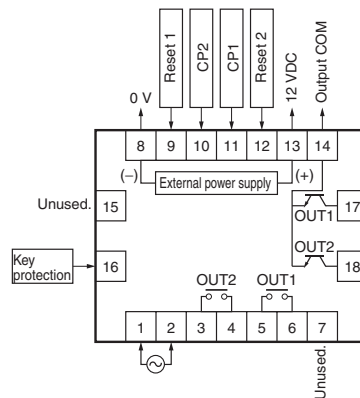 0 V
Reset 1
CP2
CP1
Reset 2
12 VDC
Output COM
8 9 10 11 12 13 14
(−) External power supply (+)
Unused. 15
OUT1 17
Key
protection
16
OUT2 18
OUT2 OUT1
1 2 3 4 5 6 7
Unused.